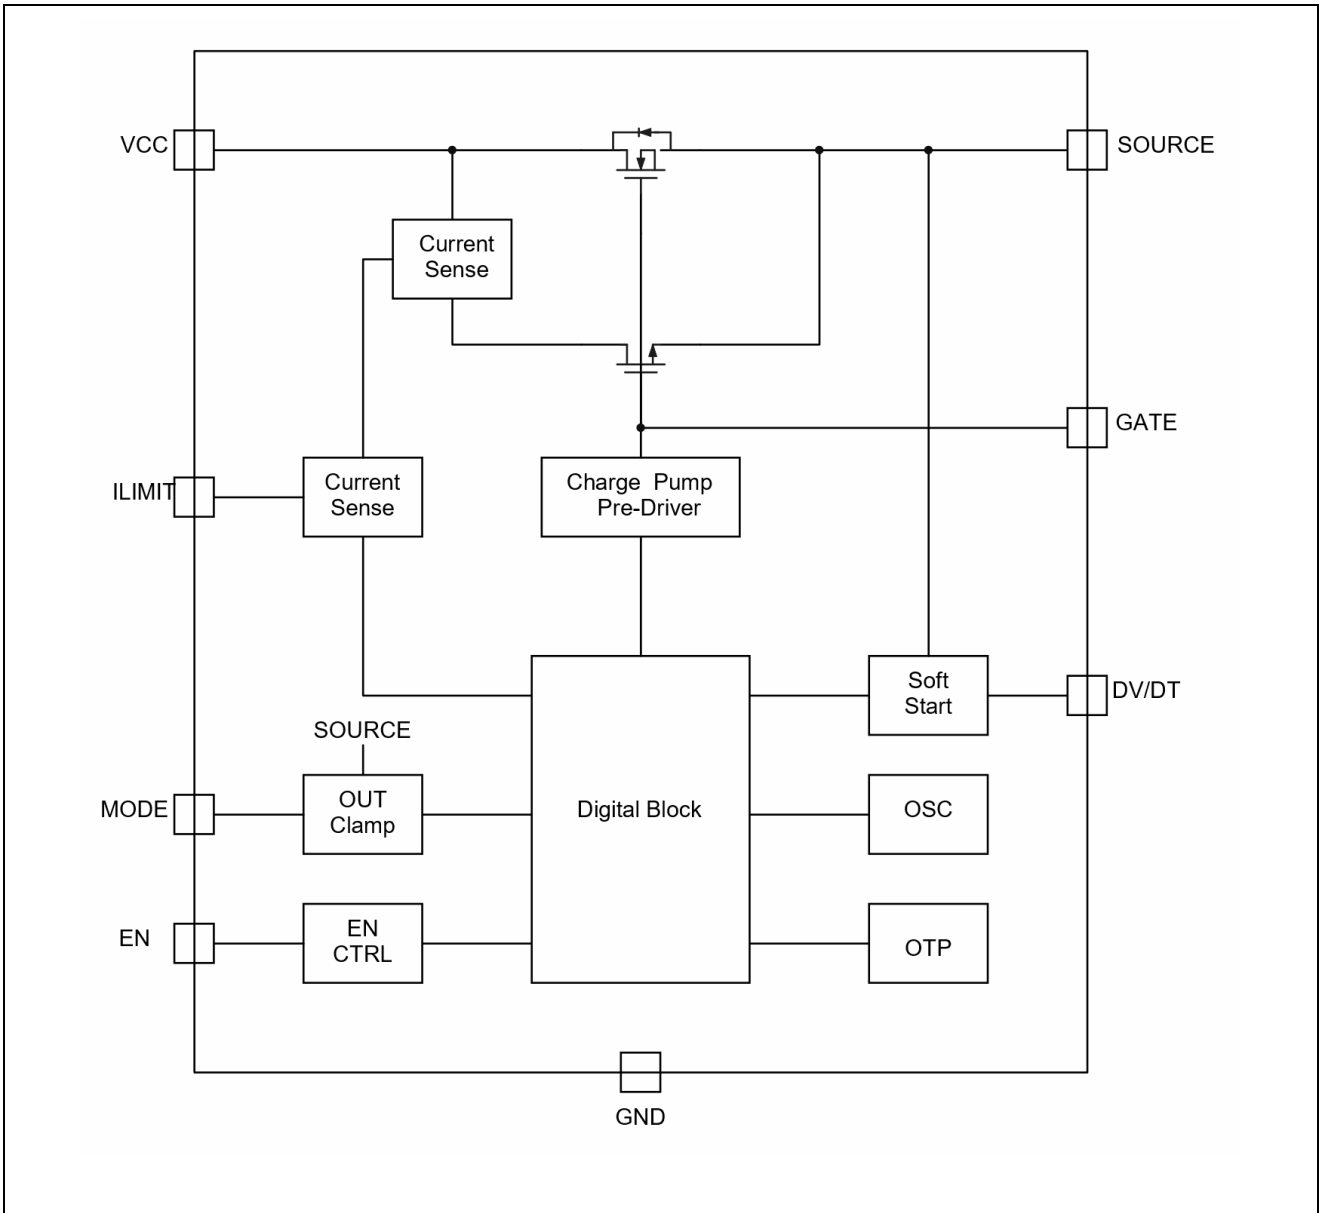 VCC
SOURCE
Current
Sense
GATE
ILIMIT
Current
Sense
Charge Pump
Pre-Driver
Soft
Start
DV/DT
SOURCE
MODE
OUT
Clamp
Digital Block
OSC
EN
EN
CTRL
OTP
GND